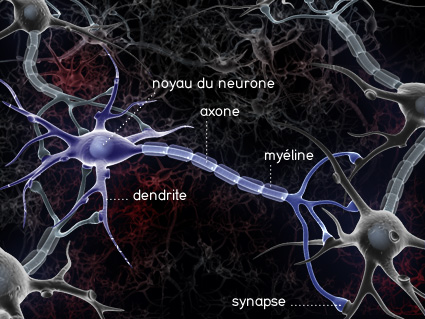 noyau du neurone
axone
myéline
dendrite
synapse